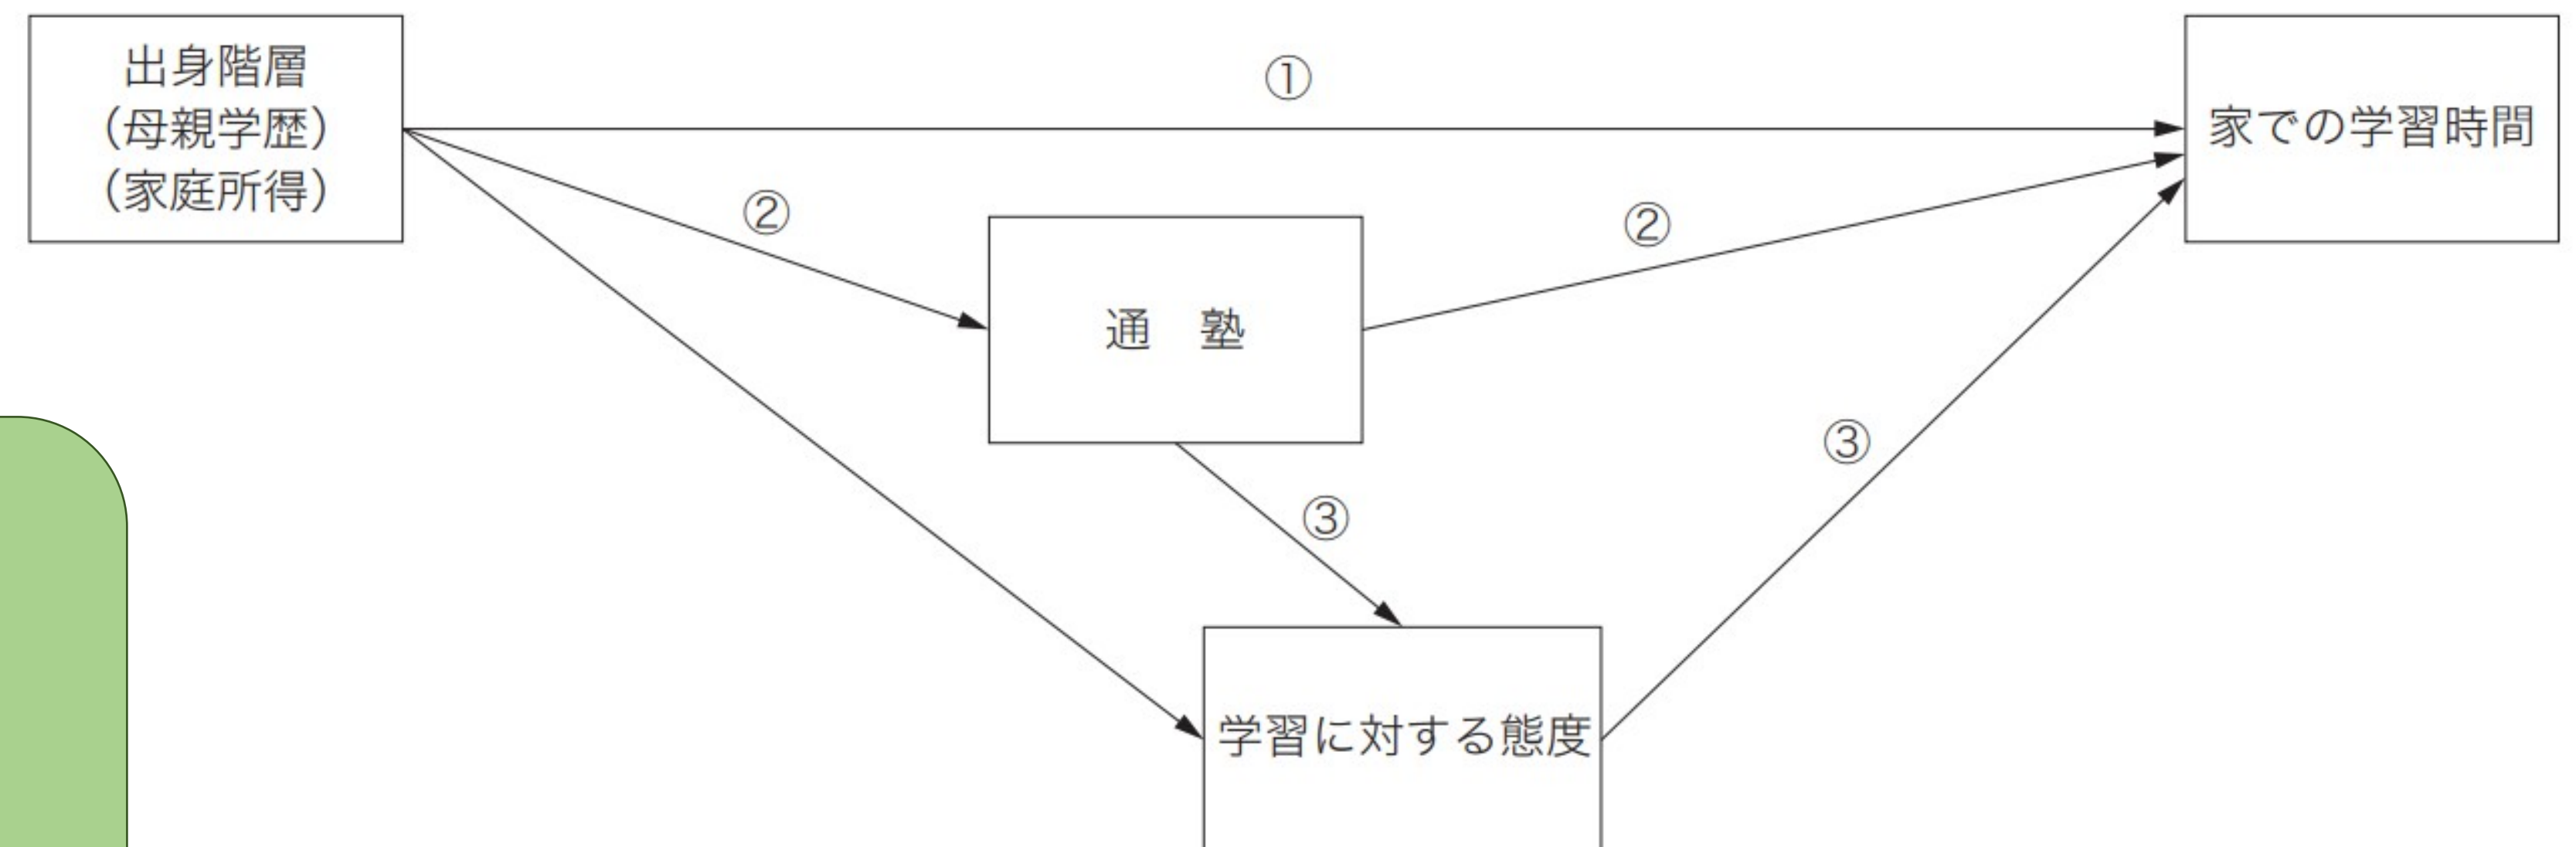 出身階層
（母親学歴）
（家庭所得）
①
家での学習時間
②
②
通　塾
③
③
学習に対する態度